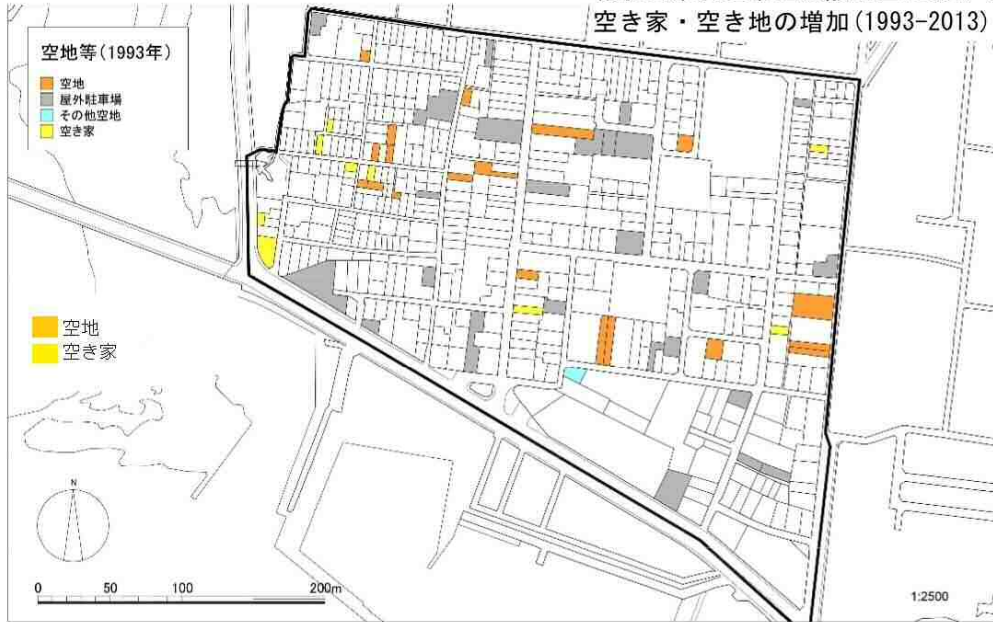 空き家・空き地の増加(1993-2013)
空地等(1993年)
空地
屋外駐車場
その他空地
空き家
空地
空き家
N
0 50 100 200m
1:2500